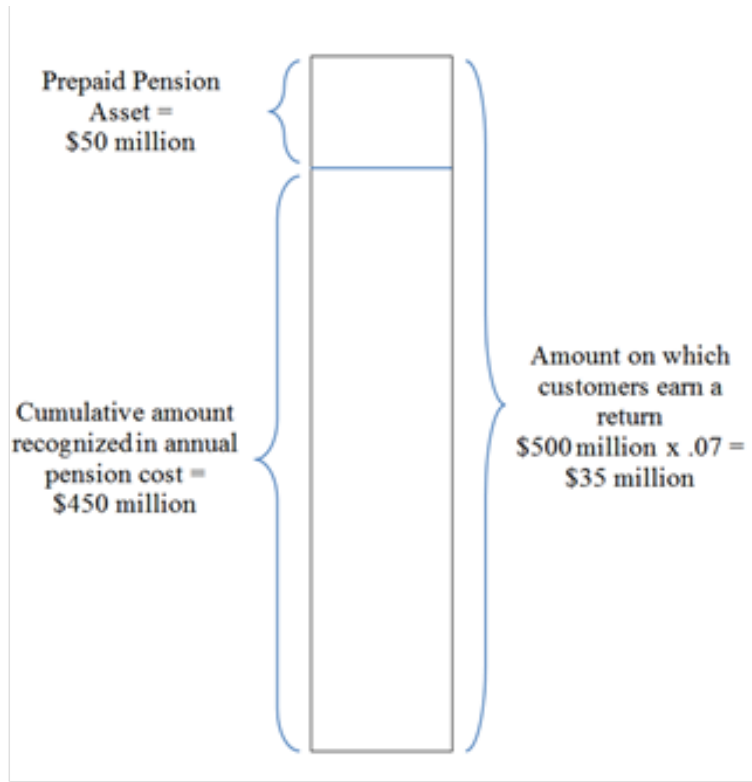 Prepaid Pension
Asset =
$50 million
Cumulative amount
recognized in annual
pension cost =
$450 million
Amount on which
customers earn a
return
$500 million x .07 =
$35 million